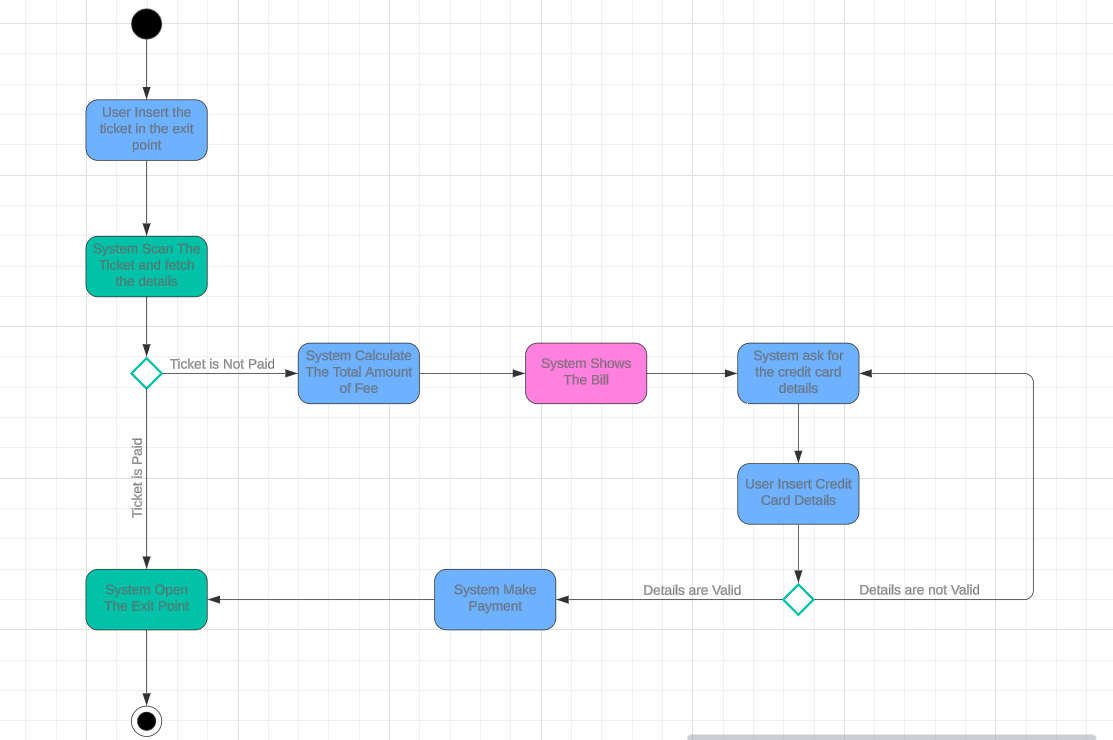 User Insert the
ticket in the exit
point
System Scan The
Ticket and fetch
the details
Ticket is Not Paid
System Calculate
The Total Amount
of Fee
System Shows
The Bill
System ask for
the credit card
details
Ticket is Paid
User Insert Credit
Card Details
System Open
The Exit Point
System Make
Payment
Details are Valid
Details are not Valid